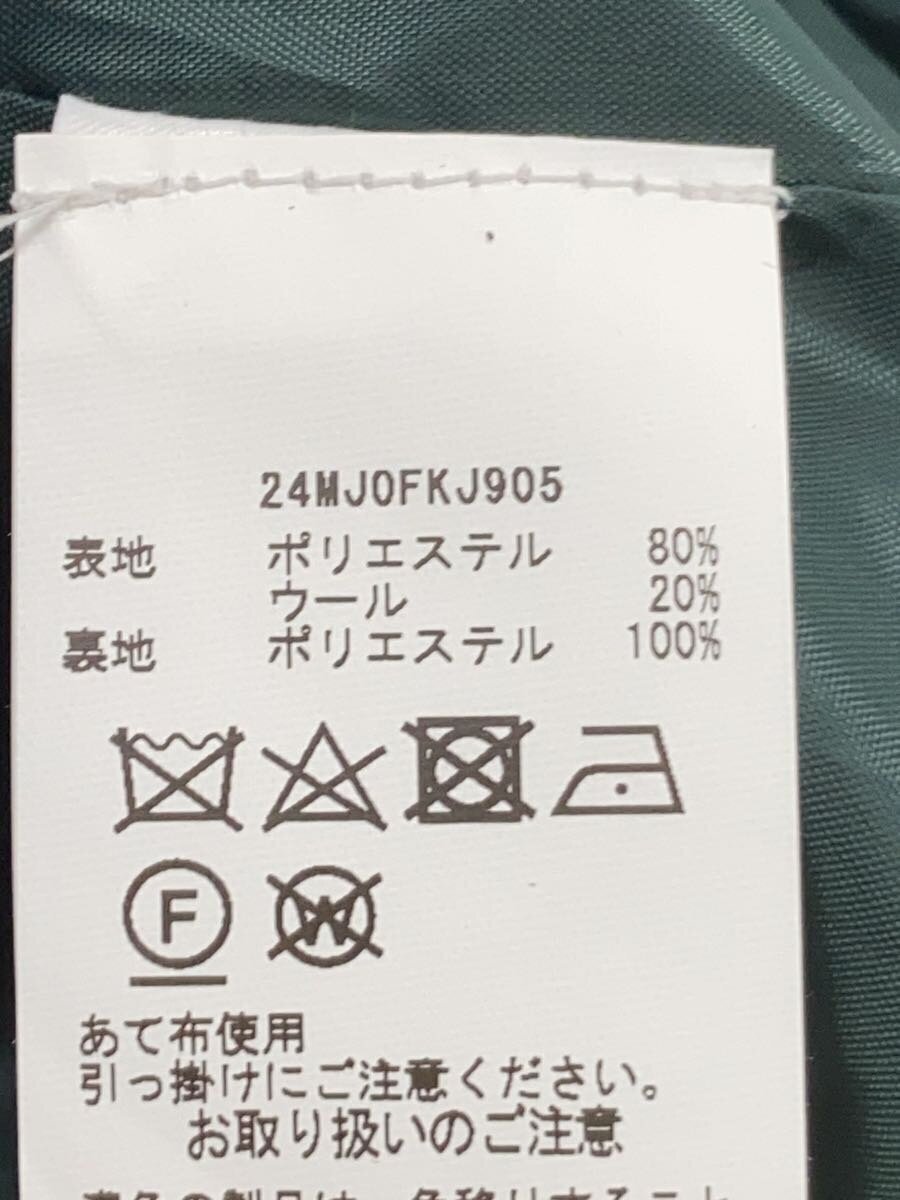 24MJOFKJ905
表地 ポリエステル 80%
ウール 20%
裏地 ポリエステル 100%
F
W
あて布使用
引っ掛けにご注意ください。
お取り扱いのご注意